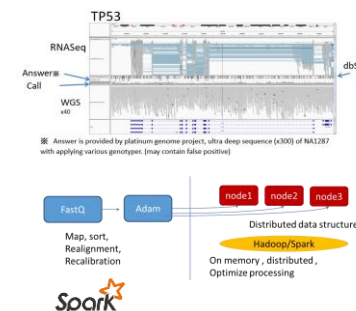 TP53
RNASeq
Answer※
Call
dbS
WGS
x40
※ Answer is provided by platinum genome project, ultra deep sequence (x300) of NA1287
with applying various genotyper. (may contain false positive)
FastQ
Adam
node1
node2
node3
Map, sort,
Realignment,
Recalibration
Distributed data structure
Hadoop/Spark
On memory , distributed ,
Optimize processing
Spark